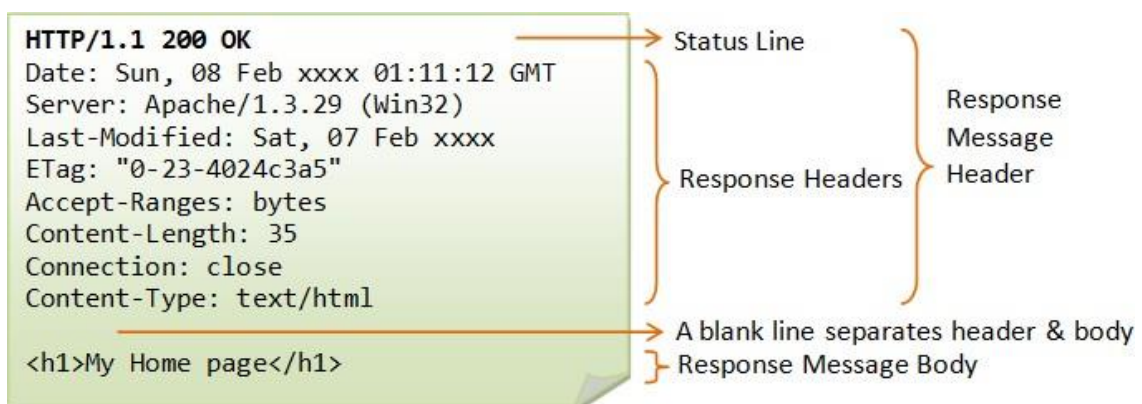 HTTP/1.1 200 OK
Date: Sun, 08 Feb xxxx 01:11:12 GMT
Server: Apache/1.3.29 (Win32)
Last-Modified: Sat, 07 Feb xxxx
ETag: "0-23-4024c3a5"
Accept-Ranges: bytes
Content-Length: 35
Connection: close
Content-Type: text/html
<h1>My Home page</h1>
Status Line
Response Headers
Response
Message
Header
A blank line separates header & body
Response Message Body